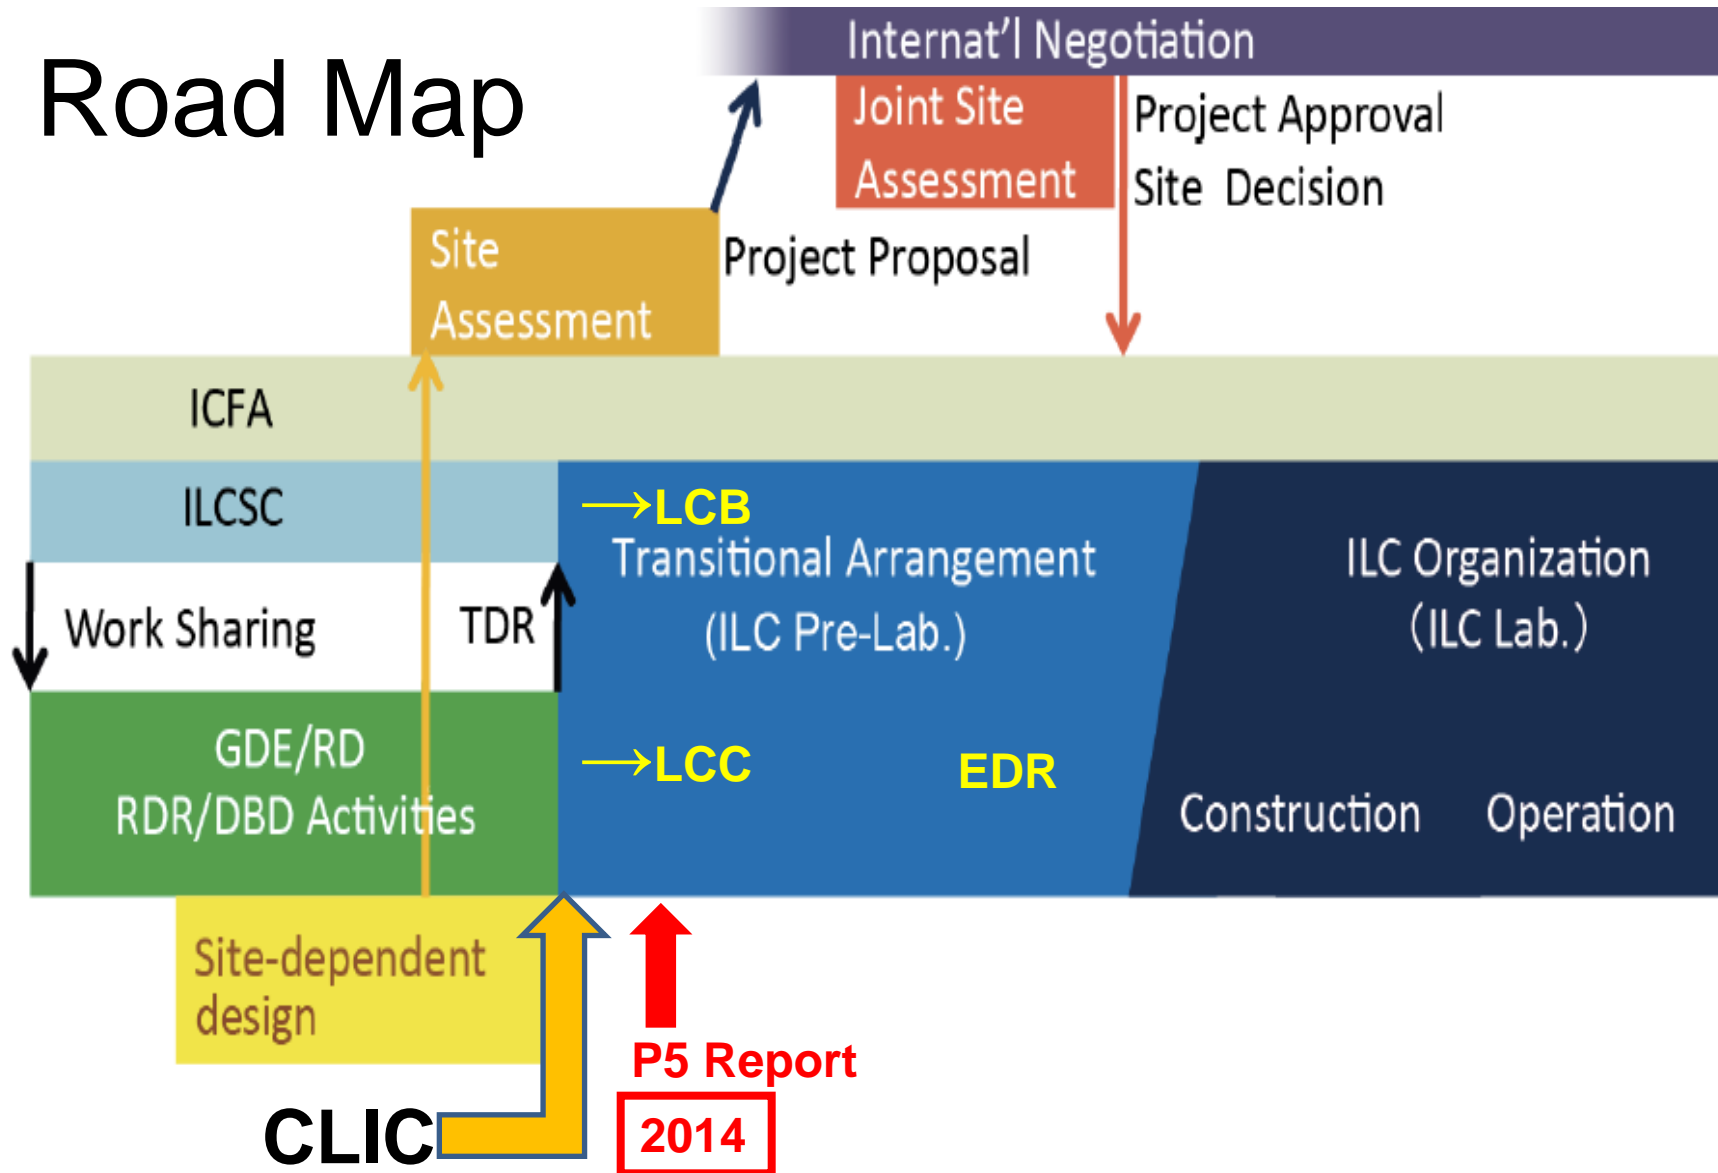 Road Map
Internat’l Negotiation
Joint Site
Assessment
Project Approval
Site Decision
Site
Assessment
Project Proposal
ICFA
ILCSC
→LCB
Transitional Arrangement
(ILC Pre-Lab.)
ILC Organization
(ILC Lab.)
Work Sharing
TDR
GDE/RD
RDR/DBD Activities
→LCC
EDR
Construction
Operation
Site-dependent
design
P5 Report
2014
CLIC